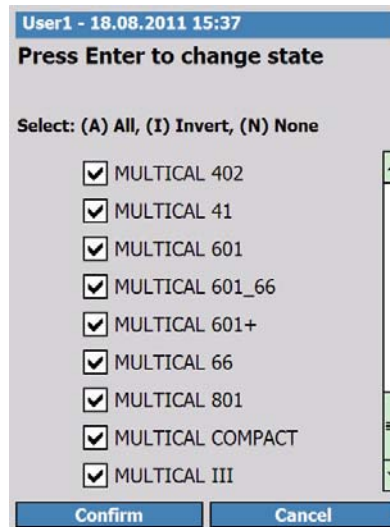 User1 - 18.08.2011 15:37
Press Enter to change state
Select: (A) All, (I) Invert, (N) None
MULTICAL 402
MULTICAL 41
MULTICAL 601
MULTICAL 601_66
MULTICAL 601+
MULTICAL 66
MULTICAL 801
MULTICAL COMPACT
MULTICAL III
Confirm Cancel